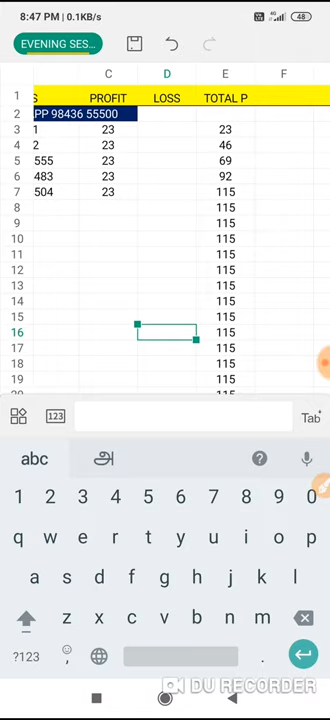 8:47 PM | 0.1KB/s
4G
48
EVENING SES...
C D E F
1 S PROFIT LOSS TOTAL P
2 PP 98436 55500
3 1 23 23
4 2 23 46
5 555 23 69
6 483 23 92
7 504 23 115
8 115
9 115
10 115
11 115
12 115
13 115
14 115
15 115
16 115
17 115
18 115
19 115
20 115
123 Tab
abc அ ?
1 2 3 4 5 6 7 8 9 0
q w e r t y u i o p
a s d f g h j k l
z x c v b n m
?123 , .
DU RECORDER